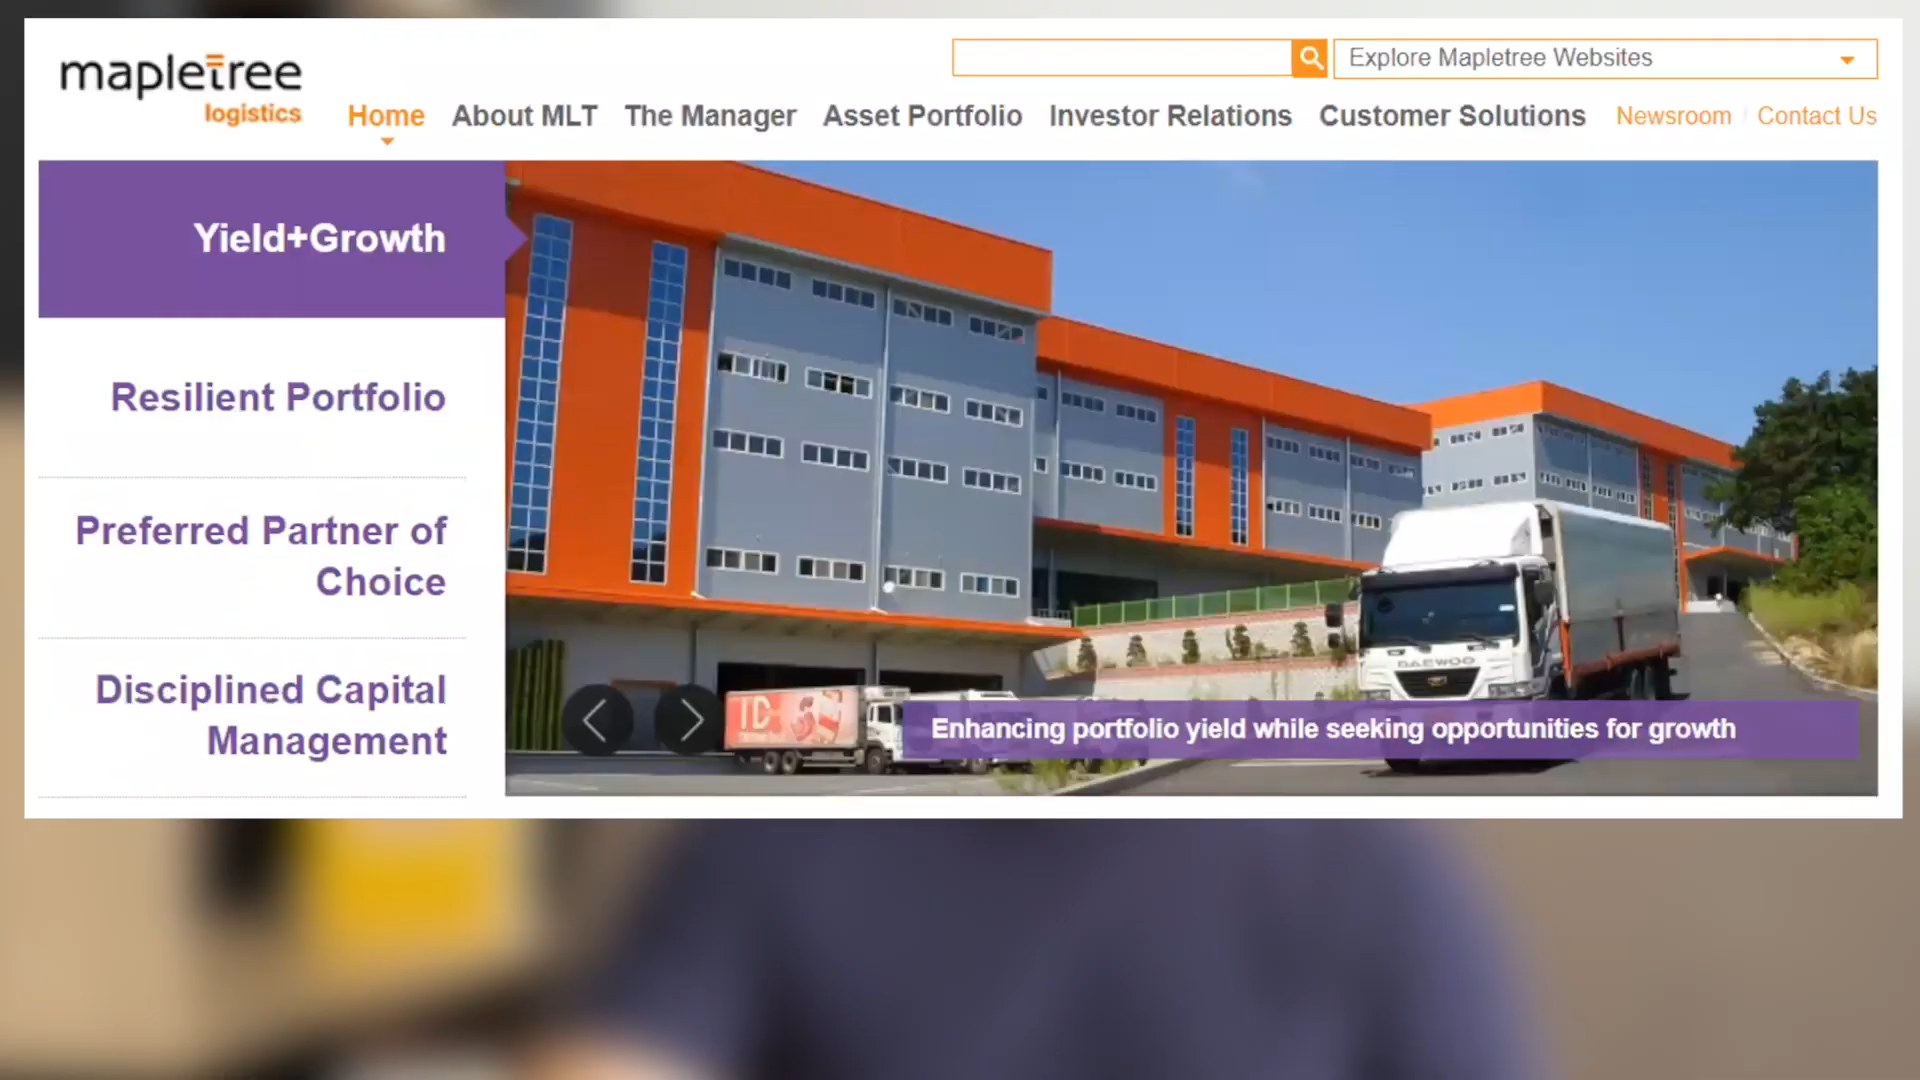 mapletree
logistics
Explore Mapletree Websites
Home
About MLT
The Manager
Asset Portfolio
Investor Relations
Customer Solutions
Newsroom
Contact Us
Yield+Growth
Resilient Portfolio
Preferred Partner of
Choice
Disciplined Capital
Management
DAEWOO
Enhancing portfolio yield while seeking opportunities for growth